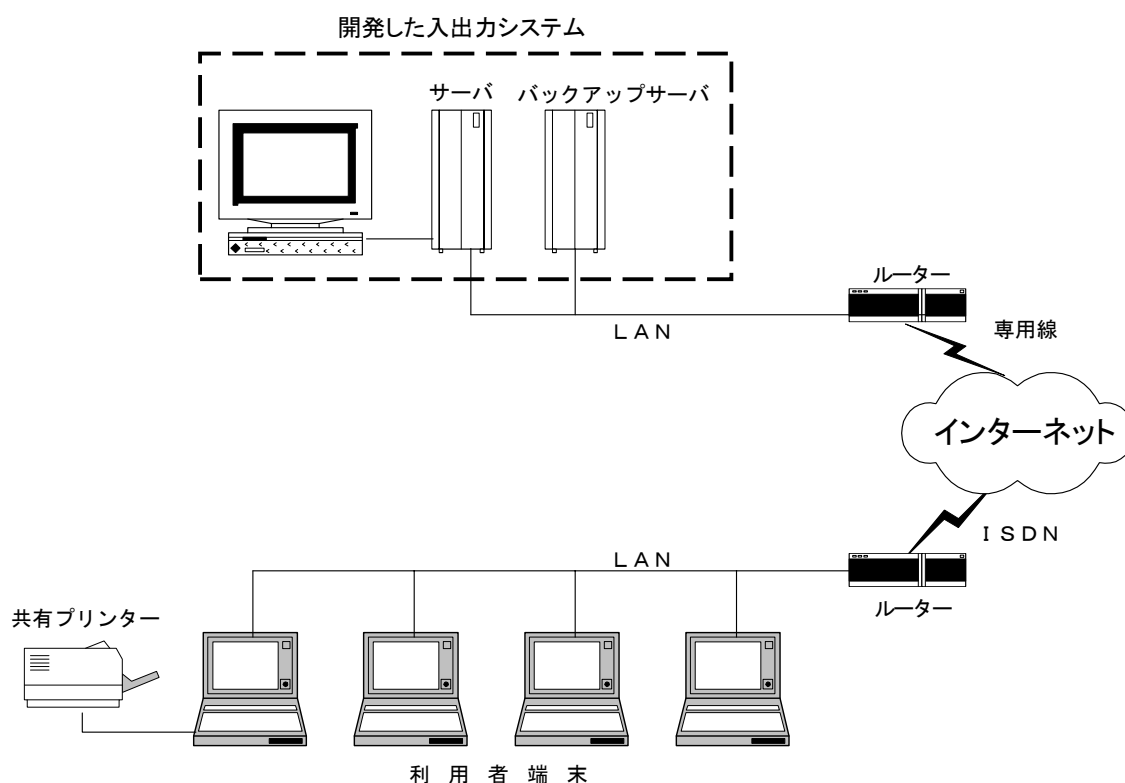 開発した入出力システム
サーバ
バックアップサーバ
ルーター
LAN
専用線
インターネット
ISDN
LAN
ルーター
共有プリンター
利用者端末